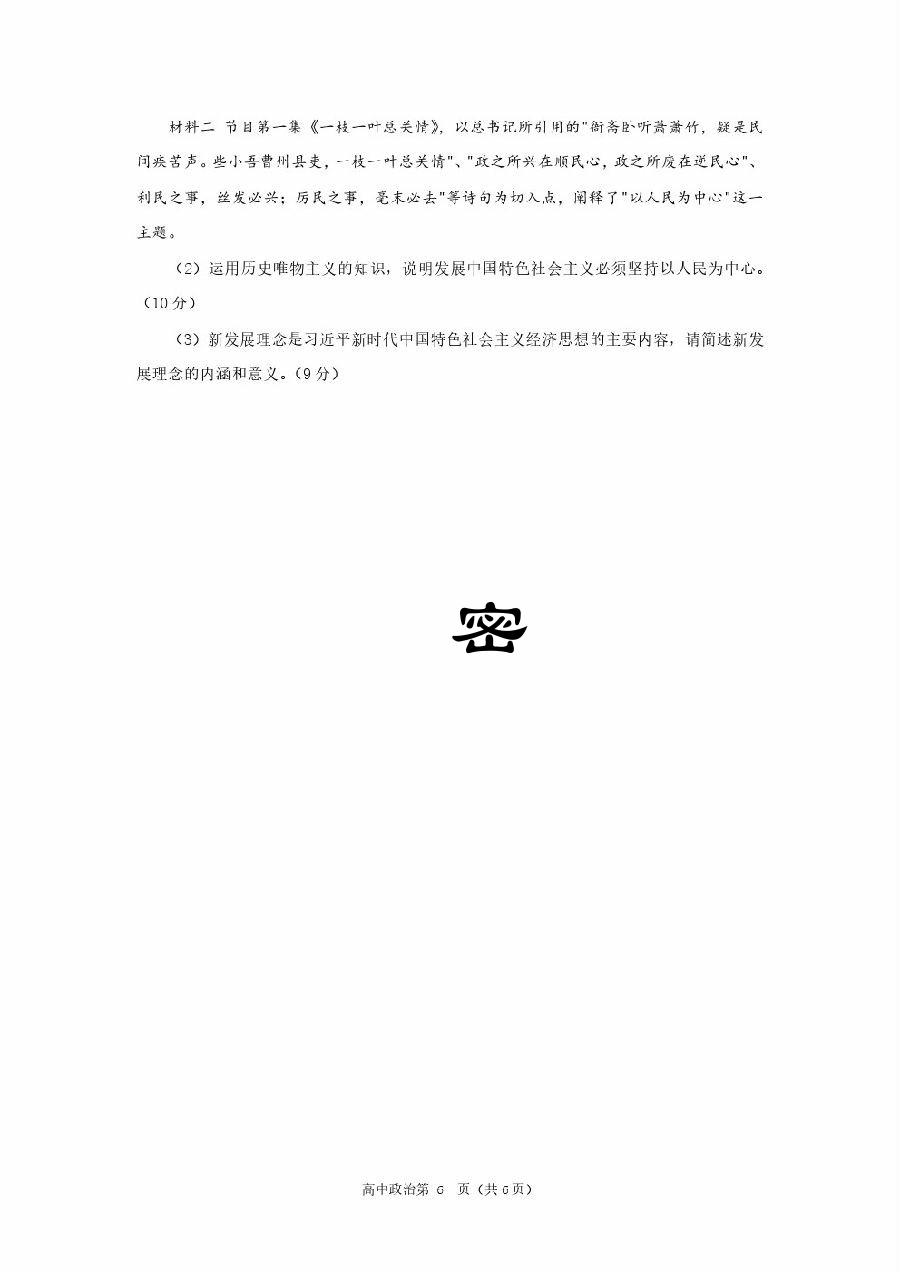 材料二 节目第一集《一枝一叶总关情》，以总书记所引用的"衙斋卧听萧萧竹，疑是民
间疾苦声。些小吾曹州县吏，一枝一叶总关情"、"政之所兴在顺民心，政之所废在逆民心"、
利民之事，丝发必兴；厉民之事，毫末必去"等诗句为切入点，阐释了"以人民为中心"这一
主题。
（2）运用历史唯物主义的知识，说明发展中国特色社会主义必须坚持以人民为中心。
（10分）
（3）新发展理念是习近平新时代中国特色社会主义经济思想的主要内容，请简述新发
展理念的内涵和意义。（9分）
密
高中政治第 6 页（共6页）